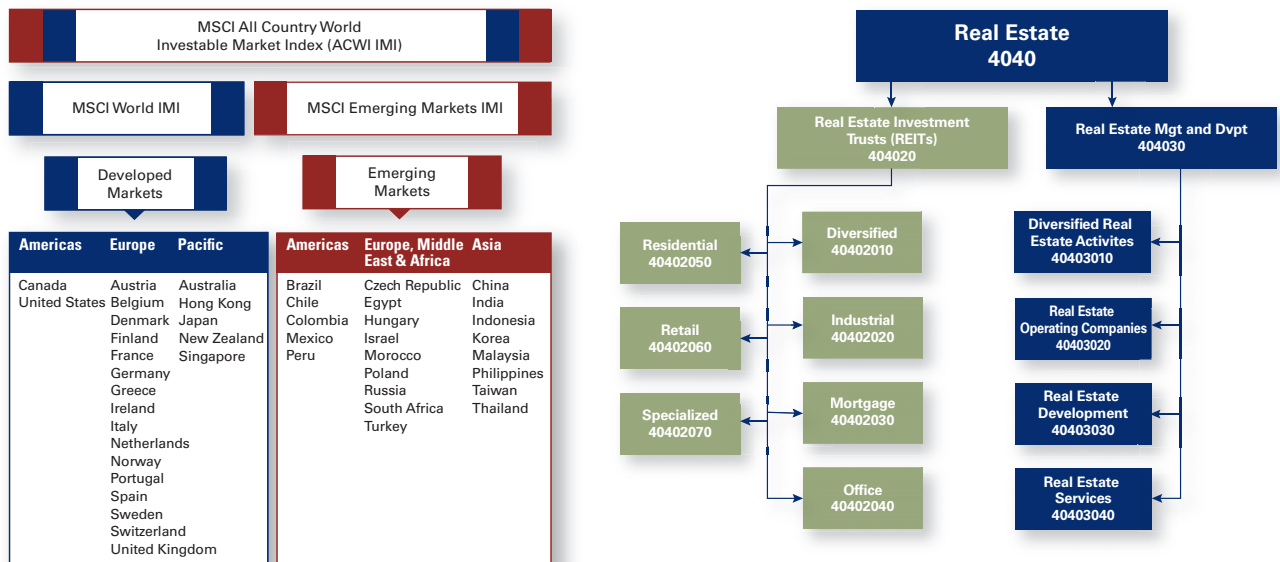 MSCI All Country World
Investable Market Index (ACWI IMI)
MSCI World IMI
MSCI Emerging Markets IMI
Developed
Markets
Emerging
Markets
Americas
Canada
United States
Europe
Austria
Belgium
Denmark
Finland
France
Germany
Greece
Ireland
Italy
Netherlands
Norway
Portugal
Spain
Sweden
Switzerland
United Kingdom
Pacific
Australia
Hong Kong
Japan
New Zealand
Singapore
Americas
Brazil
Chile
Colombia
Mexico
Peru
Europe, Middle
East & Africa
Czech Republic
Egypt
Hungary
Israel
Morocco
Poland
Russia
South Africa
Turkey
Asia
China
India
Indonesia
Korea
Malaysia
Philippines
Taiwan
Thailand
Real Estate
4040
Real Estate Investment
Trusts (REITs)
404020
Real Estate Mgt and Dvpt
404030
Residential
40402050
Retail
40402060
Specialized
40402070
Diversified
40402010
Industrial
40402020
Mortgage
40402030
Office
40402040
Diversified Real
Estate Activites
40403010
Real Estate
Operating Companies
40403020
Real Estate
Development
40403030
Real Estate
Services
40403040